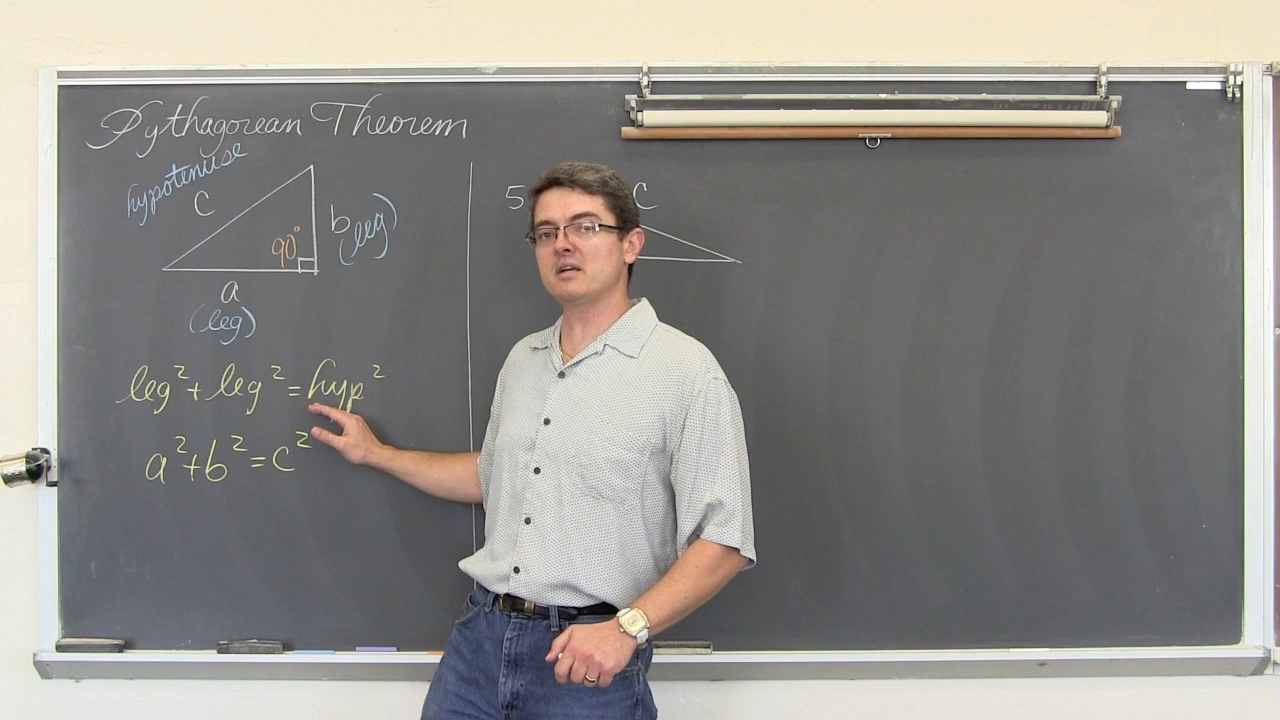 Pythagorean Theorem
hypotenuse
c
b
(leg)
90°
a
(leg)
leg² + leg² = hyp²
a² + b² = c²
5
C